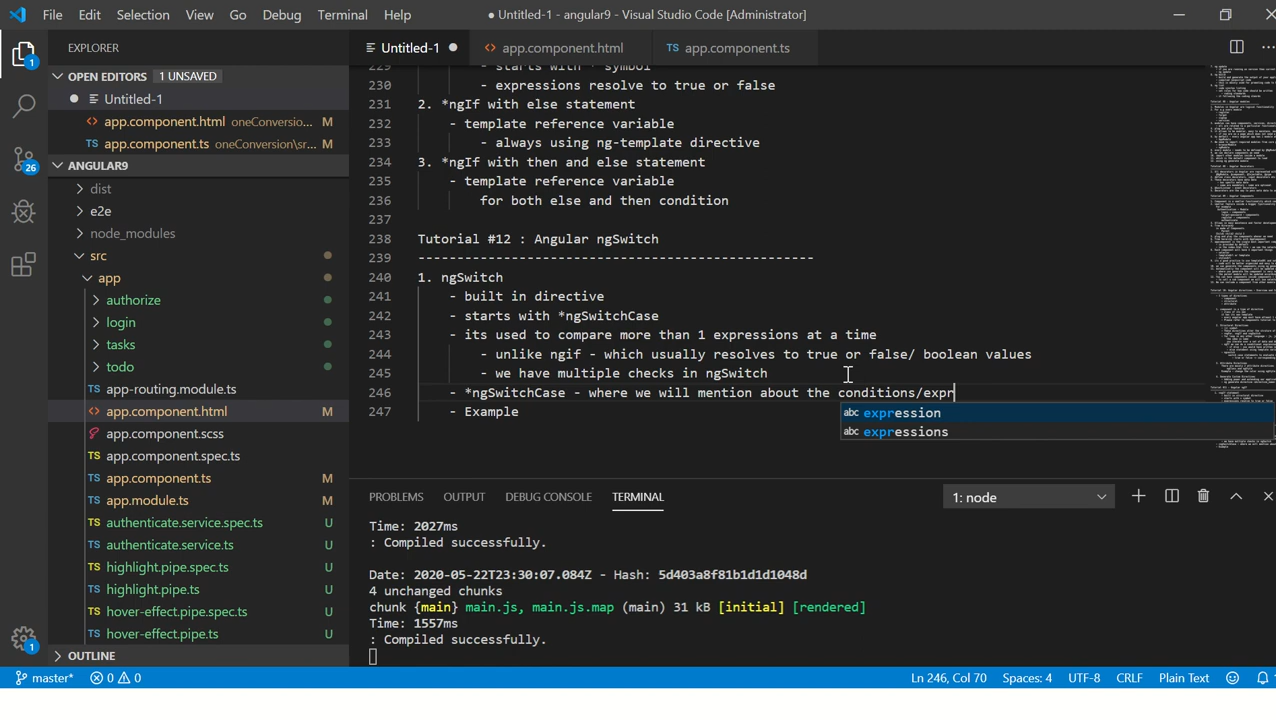 File Edit Selection View Go Debug Terminal Help
● Untitled-1 - angular9 - Visual Studio Code [Administrator]
EXPLORER
OPEN EDITORS 1 UNSAVED
Untitled-1
app.component.html oneConversio... M
TS app.component.ts oneConversion\sr... M
ANGULAR9
dist
e2e
node_modules
src
app
authorize
login
tasks
todo
TS app-routing.module.ts
app.component.html M
app.component.scss
TS app.component.spec.ts
TS app.component.ts M
TS app.module.ts M
TS authenticate.service.spec.ts U
TS authenticate.service.ts U
TS highlight.pipe.spec.ts U
TS highlight.pipe.ts U
TS hover-effect.pipe.spec.ts U
TS hover-effect.pipe.ts U
OUTLINE
1
26
1
Untitled-1 ●
<> app.component.html
TS app.component.ts
229 - starts with * symbol
230 - expressions resolve to true or false
231 2. *ngIf with else statement
232 - template reference variable
233 - always using ng-template directive
234 3. *ngIf with then and else statement
235 - template reference variable
236 for both else and then condition
237
238 Tutorial #12 : Angular ngSwitch
239 ---------------------------------------------------
240 1. ngSwitch
241 - built in directive
242 - starts with *ngSwitchCase
243 - its used to compare more than 1 expressions at a time
244 - unlike ngif - which usually resolves to true or false/ boolean values
245 - we have multiple checks in ngSwitch
246 - *ngSwitchCase - where we will mention about the conditions/expr
247 - Example
abc expression
abc expressions
PROBLEMS OUTPUT DEBUG CONSOLE TERMINAL 1: node
Time: 2027ms
: Compiled successfully.
Date: 2020-05-22T23:30:07.084Z - Hash: 5d403a8f81b1d1d1048d
4 unchanged chunks
chunk {main} main.js, main.js.map (main) 31 kB [initial] [rendered]
Time: 1557ms
: Compiled successfully.
master* 0 0 Ln 246, Col 70 Spaces: 4 UTF-8 CRLF Plain Text 1